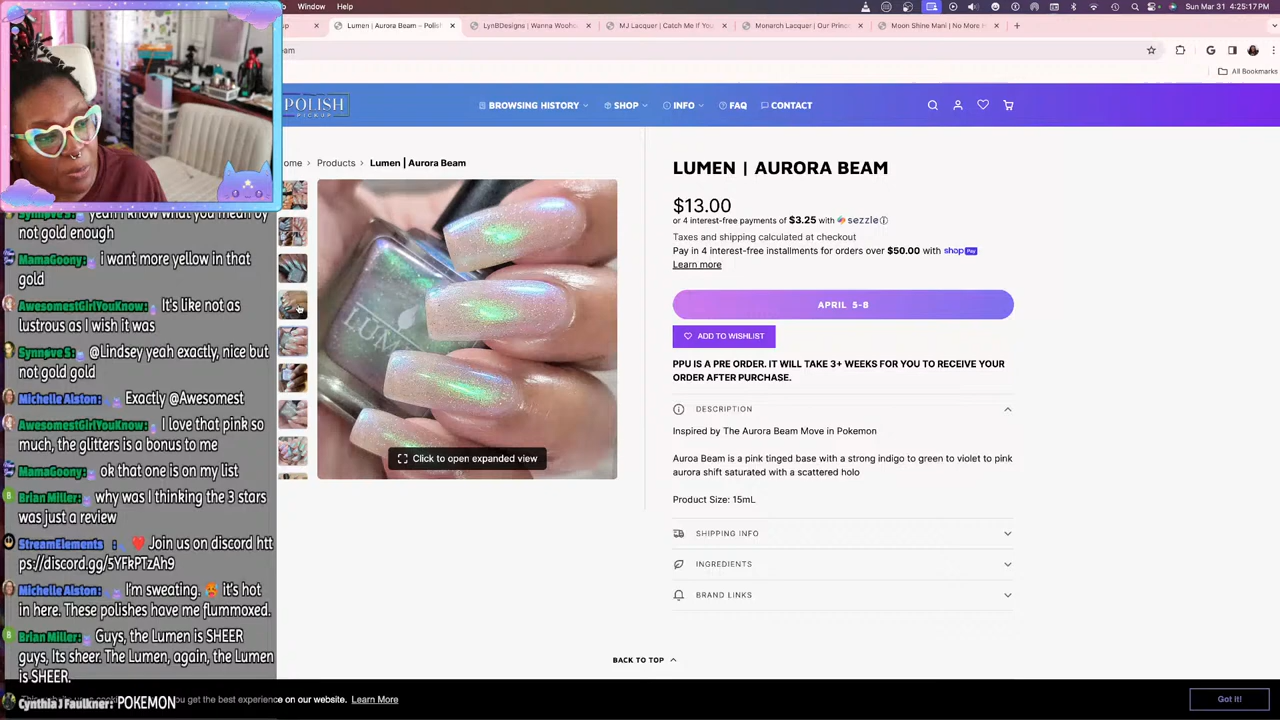 Window Help
Sun Mar 31 4:25:17 PM
Lumen | Aurora Beam – Polish
LynBDesigns | Wanna Wooho
MJ Lacquer | Catch Me If You
Monarch Lacquer | Our Princ
Moon Shine Mani | No More
eam
All Bookmarks
POLISH
PICKUP
BROWSING HISTORY
SHOP
INFO
FAQ
CONTACT
ome > Products > Lumen | Aurora Beam
LUMEN | AURORA BEAM
$13.00
or 4 interest-free payments of $3.25 with sezzle
Taxes and shipping calculated at checkout
Pay in 4 interest-free installments for orders over $50.00 with shop Pay
Learn more
APRIL 5-8
ADD TO WISHLIST
PPU IS A PRE ORDER. IT WILL TAKE 3+ WEEKS FOR YOU TO RECEIVE YOUR
ORDER AFTER PURCHASE.
DESCRIPTION
Inspired by The Aurora Beam Move in Pokemon
Auroa Beam is a pink tinged base with a strong indigo to green to violet to pink
aurora shift saturated with a scattered holo
Product Size: 15mL
SHIPPING INFO
INGREDIENTS
BRAND LINKS
LUMEN
Click to open expanded view
BACK TO TOP
Synnøve S: yeah I know what you mean by
not gold enough
MamaGoony: i want more yellow in that
gold
AwesomestGirlYouKnow: It's like not as
lustrous as I wish it was
Synnøve S: @Lindsey yeah exactly, nice but
not gold gold
Michelle Alston: Exactly @Awesomest
AwesomestGirlYouKnow: I love that pink so
much, the glitters is a bonus to me
MamaGoony: ok that one is on my list
Brian Miller: why was I thinking the 3 stars
was just a review
StreamElements : Join us on discord htt
ps://discord.gg/5YFkRPTzAh9
Michelle Alston: I'm sweating. it's hot
in here. These polishes have me flummoxed.
Brian Miller: Guys, the Lumen is SHEER
guys, Its sheer. The Lumen, again, the Lumen
is SHEER.
Cynthia J Faulkner: POKEMON
get the best experience on our website. Learn More
Got it!